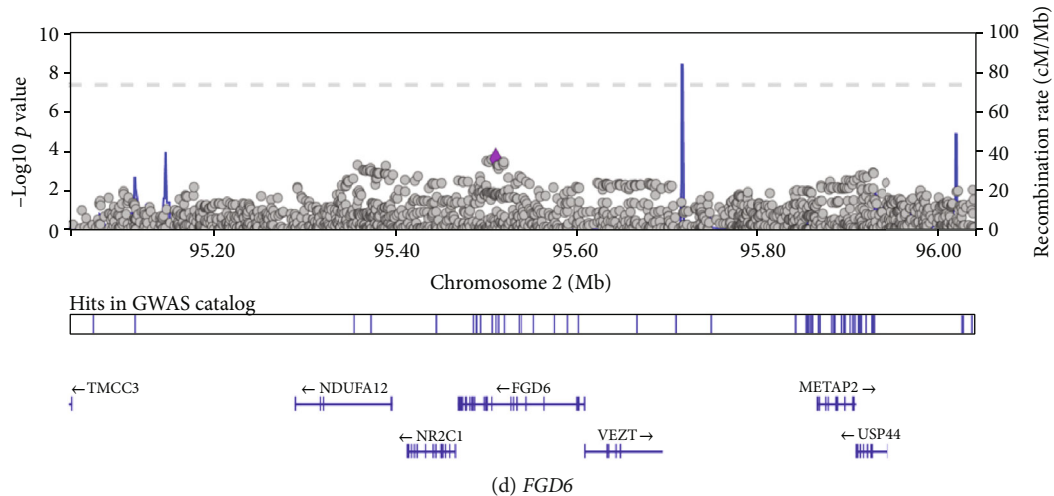 10
8
6
4
2
0
–Log10 p value
100
80
60
40
20
0
Recombination rate (cM/Mb)
95.20 95.40 95.60 95.80 96.00
Chromosome 2 (Mb)
Hits in GWAS catalog
←TMCC3 ← NDUFA12 ←FGD6 METAP2 →
← NR2C1 VEZT→ ← USP44
(d) FGD6